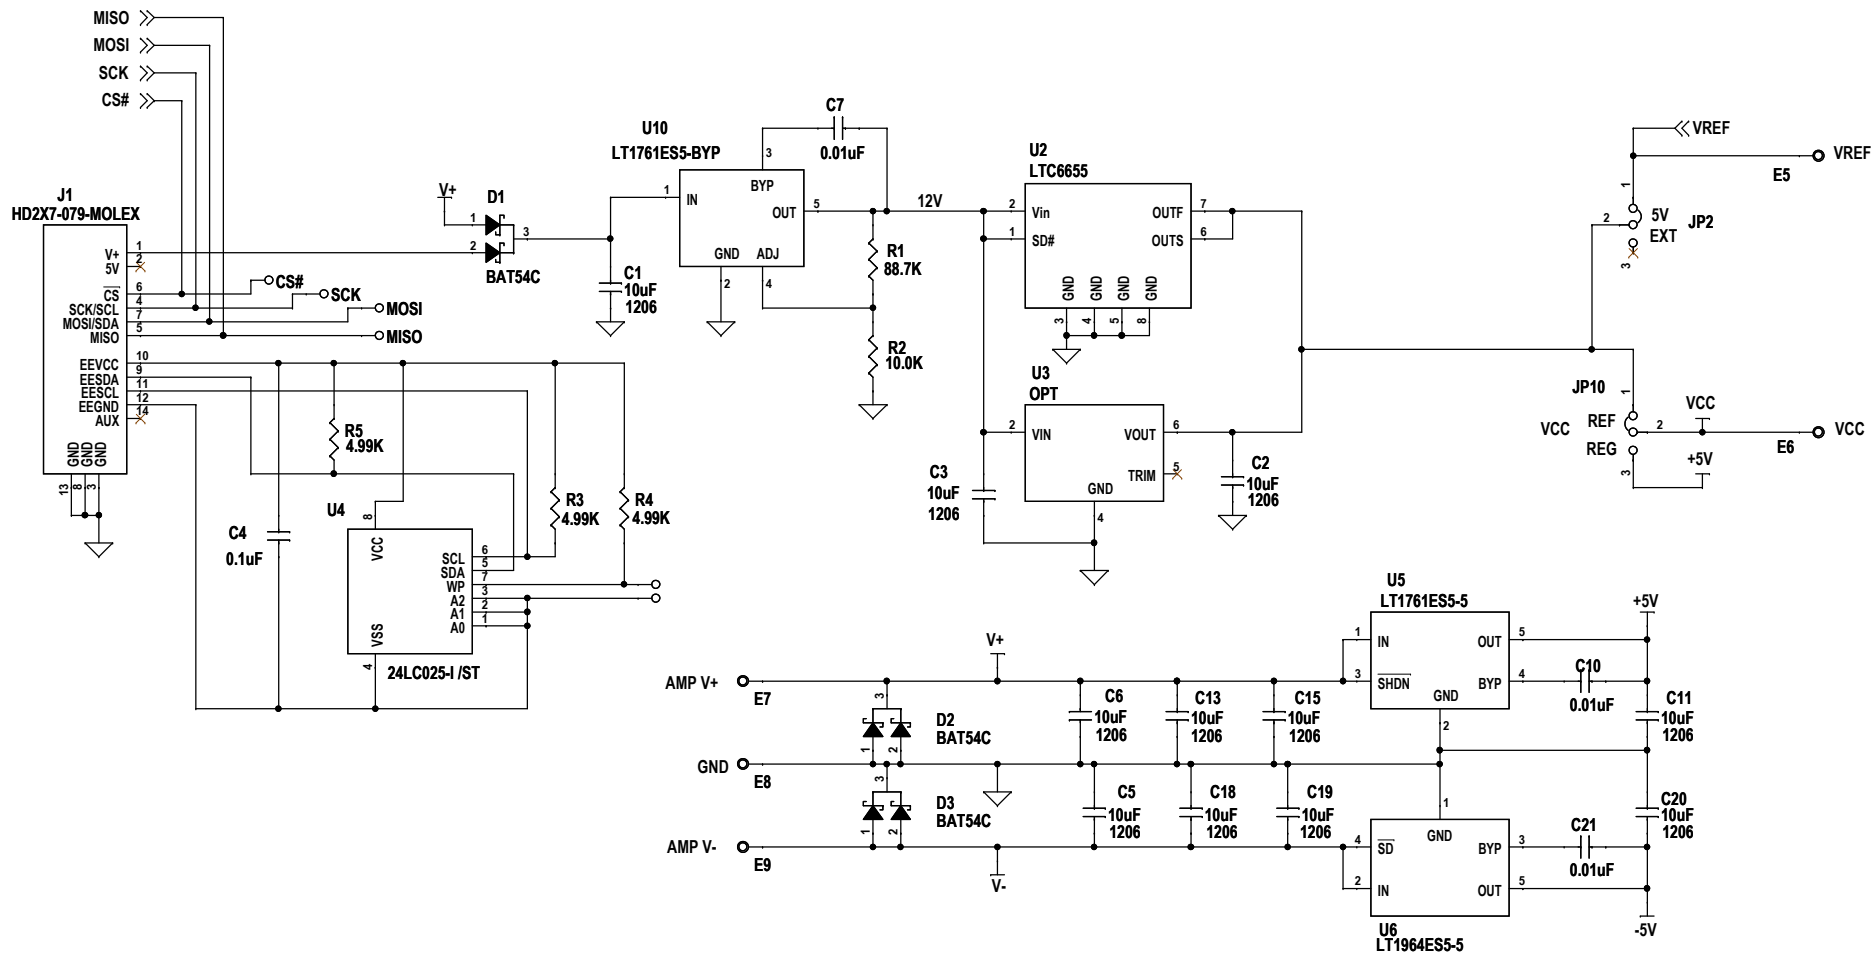 MISO
MOSI
SCK
CS#
J1
HD2X7-079-MOLEX
V+ 1
5V 2
CS 6
SCK/SCL 4
MOSI/SDA 7
MISO 5
EEVCC 10
EESDA 9
EESCL 11
EEGND 12
AUX 14
GND GND GND
13 8 3
CS#
SCK
MOSI
MISO
V+
D1
1
2
3
BAT54C
C1
10uF
1206
U10
LT1761ES5-BYP
1 IN
3 BYP
OUT 5
GND ADJ
2 4
C7
0.01uF
12V
R1
88.7K
R2
10.0K
U2
LTC6655
2 Vin
1 SD#
OUTF 7
OUTS 6
GND GND GND GND
3 4 5 8
U3
OPT
2 VIN
VOUT 6
TRIM 5
GND
4
C3
10uF
1206
C2
10uF
1206
VREF
VREF
E5
1
2
3
5V
EXT
JP2
JP10
1
REF
VCC
2
REG
3
VCC
+5V
VCC
E6
R5
4.99K
R3
4.99K
R4
4.99K
C4
0.1uF
U4
8
VCC
SCL 6
SDA 5
WP 7
A2 3
A1 2
A0 1
VSS
4
24LC025-I /ST
AMP V+
E7
GND
E8
AMP V-
E9
V+
V-
3
D2
BAT54C
1 2
3
D3
BAT54C
1 2
C6
10uF
1206
C13
10uF
1206
C15
10uF
1206
C5
10uF
1206
C18
10uF
1206
C19
10uF
1206
U5
LT1761ES5-5
1 IN
3 SHDN
OUT 5
BYP 4
GND
2
C10
0.01uF
+5V
C11
10uF
1206
C20
10uF
1206
1
GND
4 SD
2 IN
BYP 3
OUT 5
C21
0.01uF
-5V
U6
LT1964ES5-5